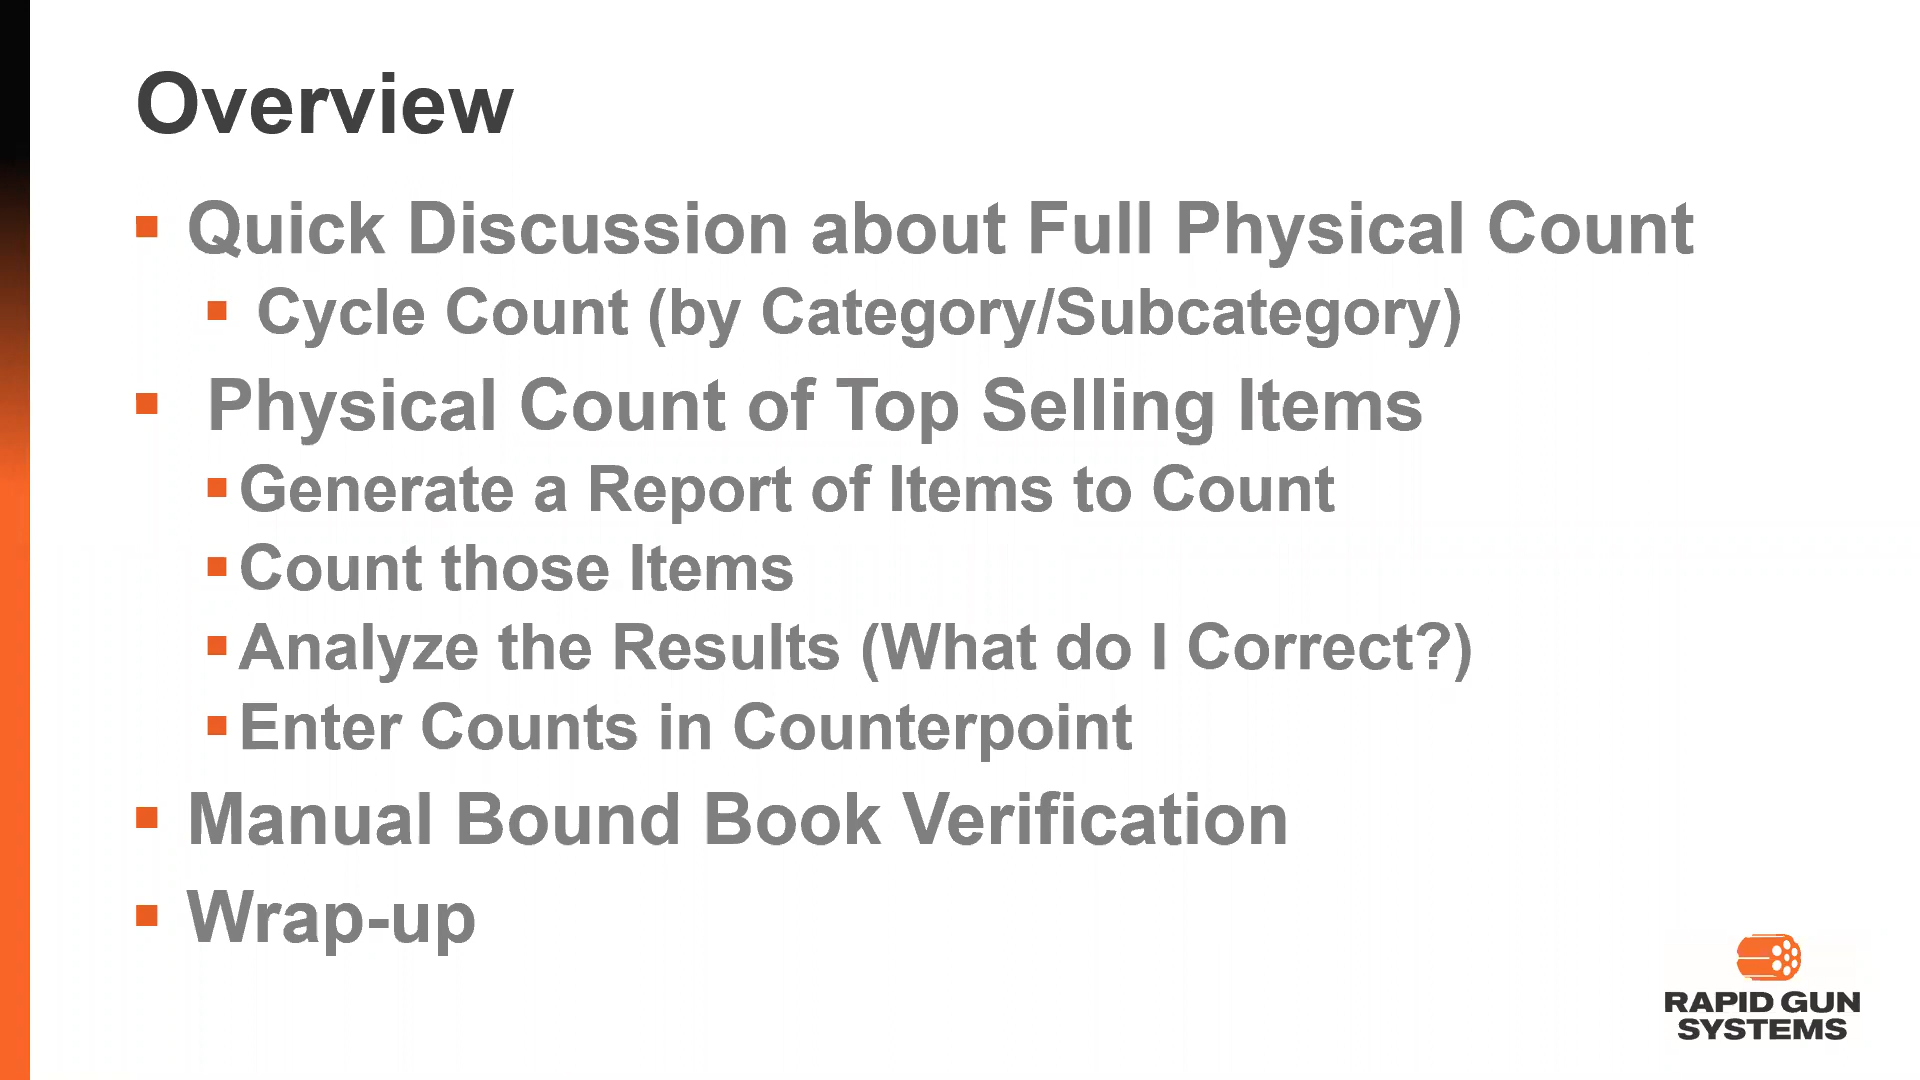 Overview
Quick Discussion about Full Physical Count
Cycle Count (by Category/Subcategory)
Physical Count of Top Selling Items
Generate a Report of Items to Count
Count those Items
Analyze the Results (What do I Correct?)
Enter Counts in Counterpoint
Manual Bound Book Verification
Wrap-up
RAPID GUN
SYSTEMS